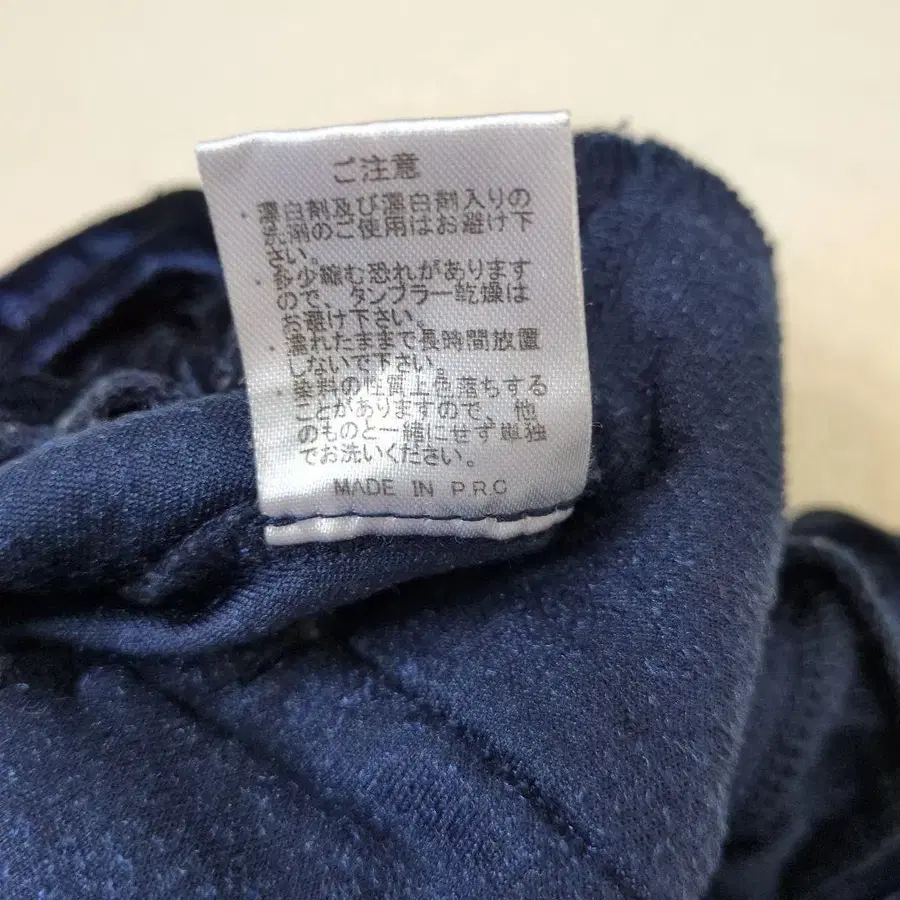 ご注意
・漂白剤及び漂白剤入りの
洗剤のご使用はお避け下
さい。
・多少縮む恐れがあります
ので、タンブラー乾燥は
お避け下さい。
・濡れたままで長時間放置
しないで下さい。
・染料の性質上色落ちする
ことがありますので、他
のものと一緒にせず単独
でお洗いください。
MADE IN P.R.C